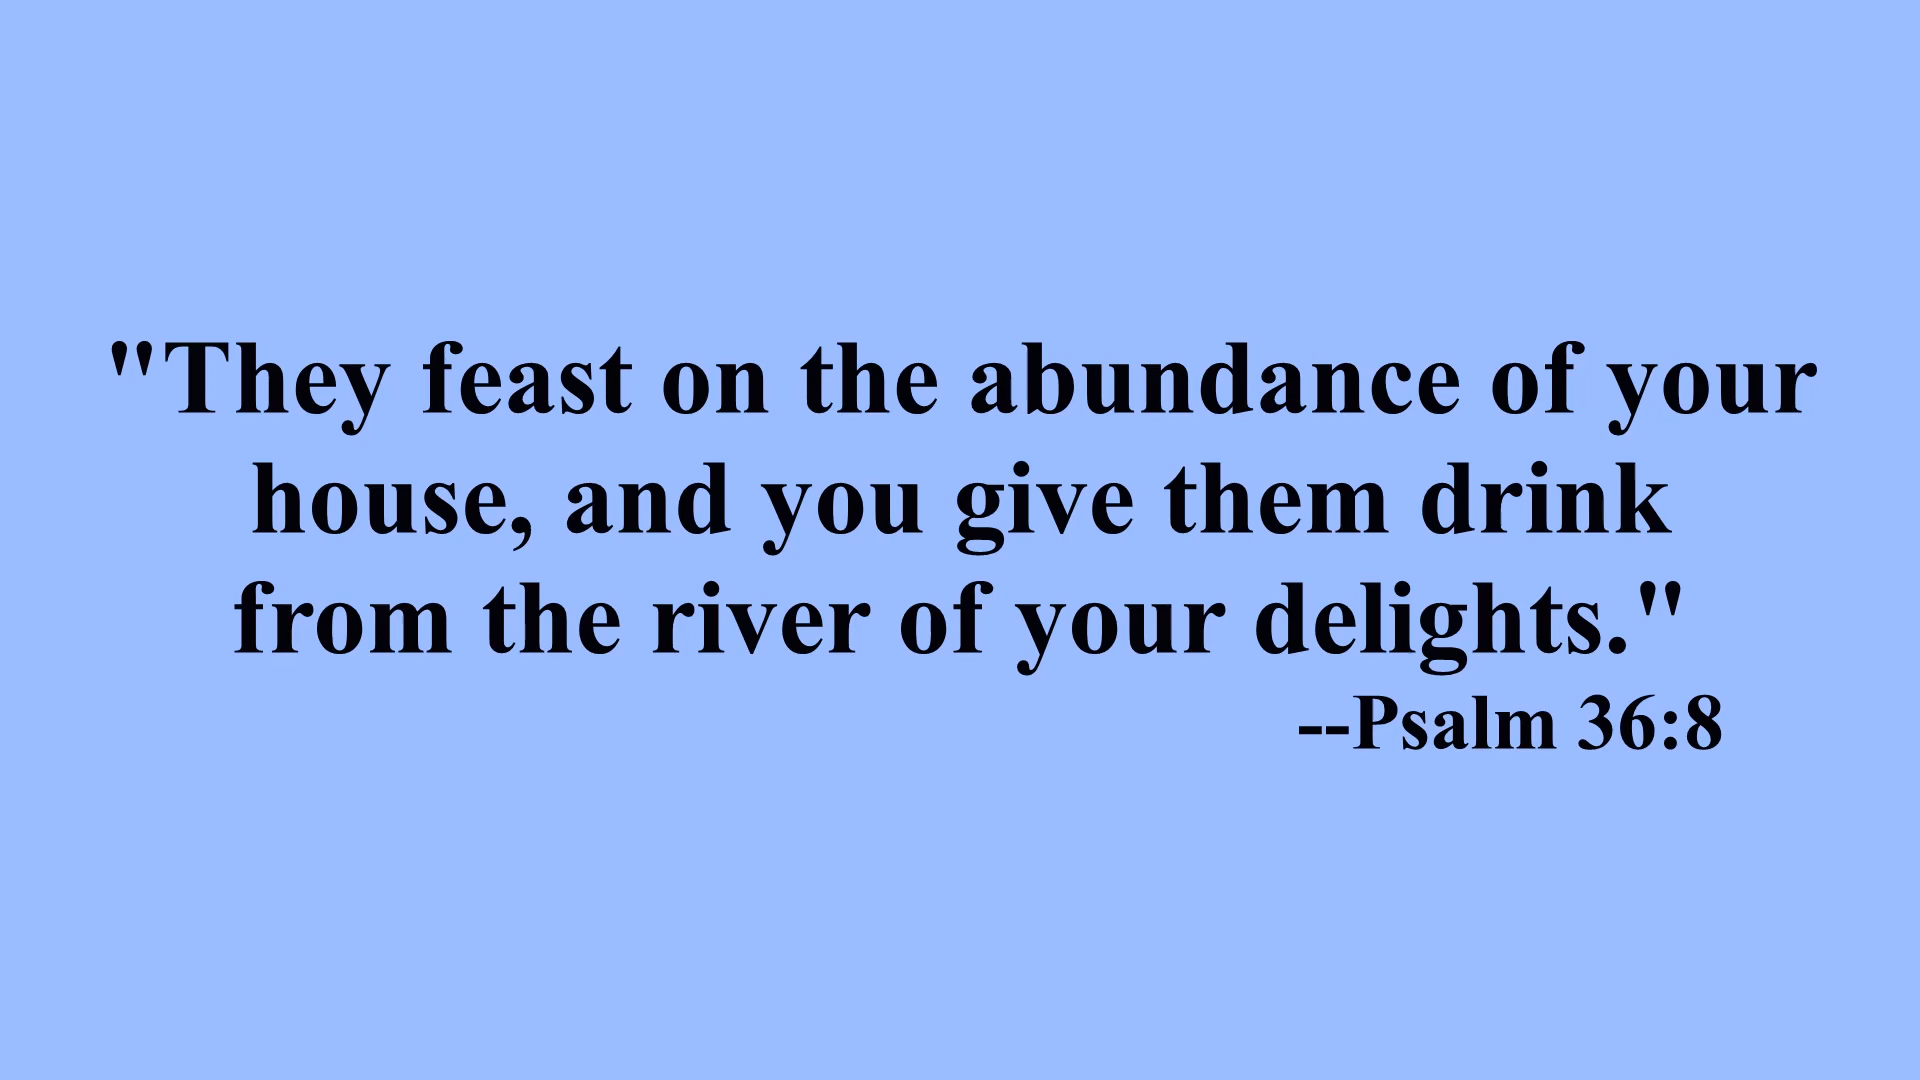 "They feast on the abundance of your
house, and you give them drink
from the river of your delights."
--Psalm 36:8